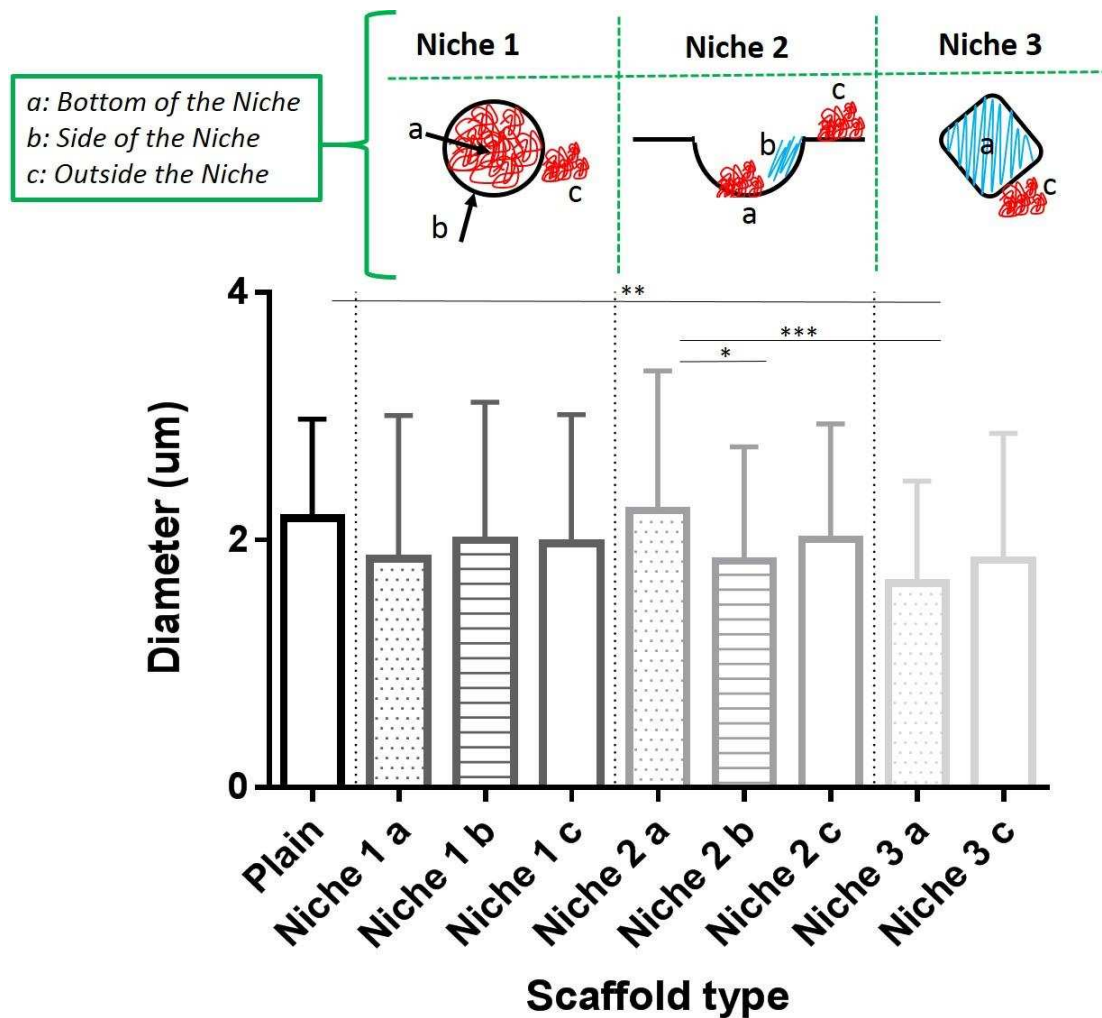 Niche 1
Niche 2
Niche 3
a: Bottom of the Niche
b: Side of the Niche
c: Outside the Niche
a
b
c
a
b
c
a
c
**
***
*
4
2
0
Diameter (um)
Plain
Niche 1 a
Niche 1 b
Niche 1 c
Niche 2 a
Niche 2 b
Niche 2 c
Niche 3 a
Niche 3 c
Scaffold type